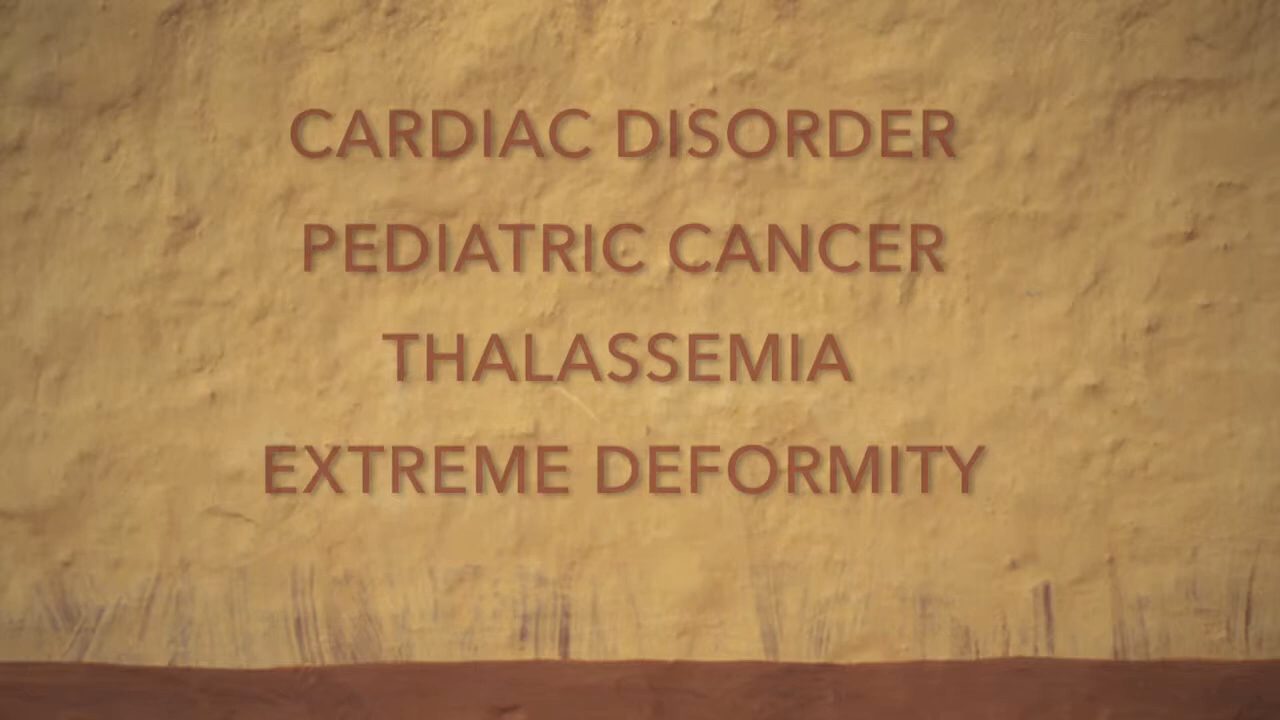 CARDIAC DISORDER
PEDIATRIC CANCER
THALASSEMIA
EXTREME DEFORMITY